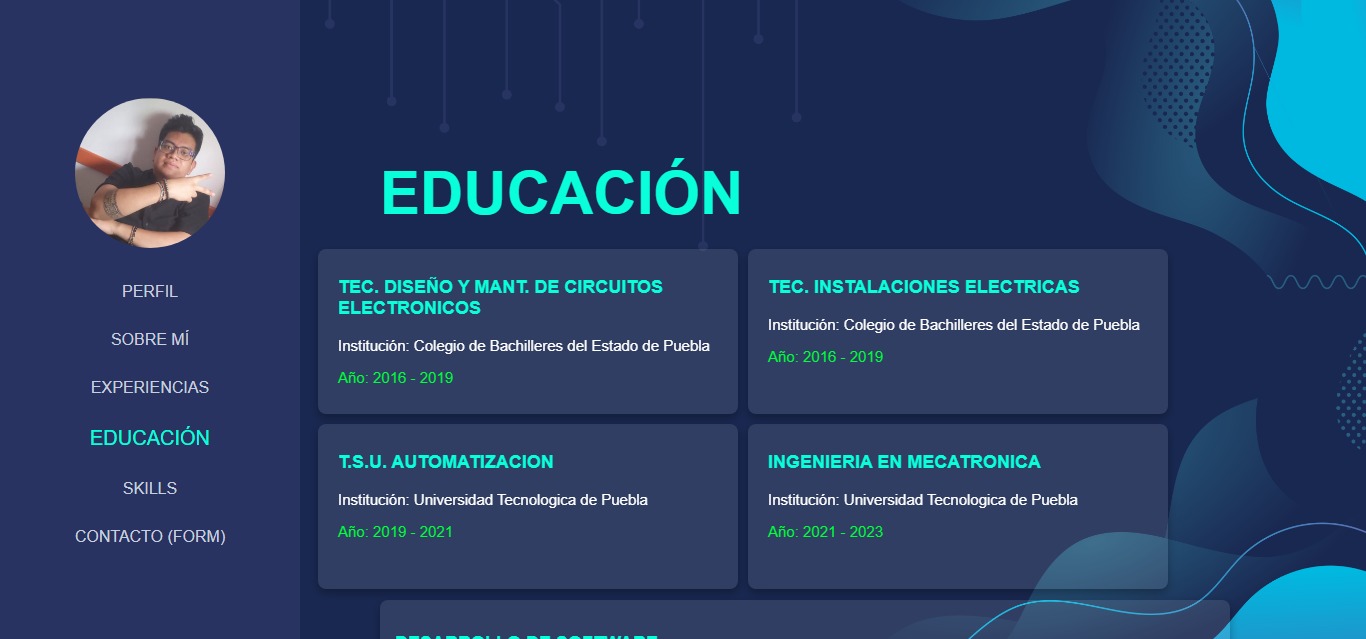 PERFIL
SOBRE MÍ
EXPERIENCIAS
EDUCACIÓN
SKILLS
CONTACTO (FORM)
EDUCACIÓN
TEC. DISEÑO Y MANT. DE CIRCUITOS
ELECTRONICOS
Institución: Colegio de Bachilleres del Estado de Puebla
Año: 2016 - 2019
TEC. INSTALACIONES ELECTRICAS
Institución: Colegio de Bachilleres del Estado de Puebla
Año: 2016 - 2019
T.S.U. AUTOMATIZACION
Institución: Universidad Tecnologica de Puebla
Año: 2019 - 2021
INGENIERIA EN MECATRONICA
Institución: Universidad Tecnologica de Puebla
Año: 2021 - 2023
DESARROLLO DE SOFTWARE